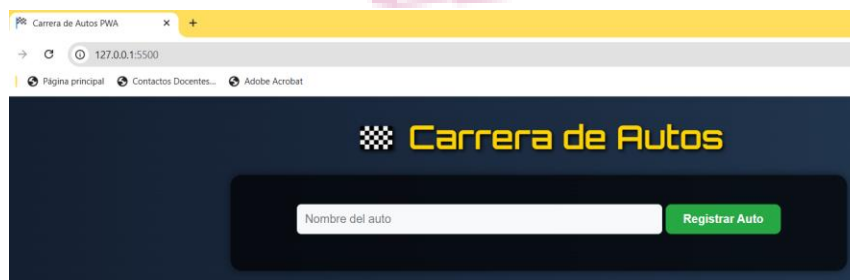 Carrera de Autos PWA
127.0.0.1:5500
Página principal Contactos Docentes... Adobe Acrobat
Carrera de Autos
Nombre del auto Registrar Auto